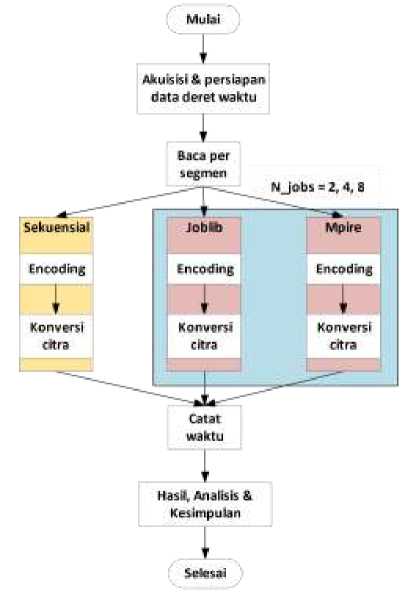 Mulai
Akuisisi & persiapan
data deret waktu
Baca per
segmen
N_jobs = 2, 4, 8
Sekuensial
Joblib
Mpire
Encoding
Encoding
Encoding
Konversi
citra
Konversi
citra
Konversi
citra
Catat
waktu
Hasil, Analisis &
Kesimpulan
Selesai